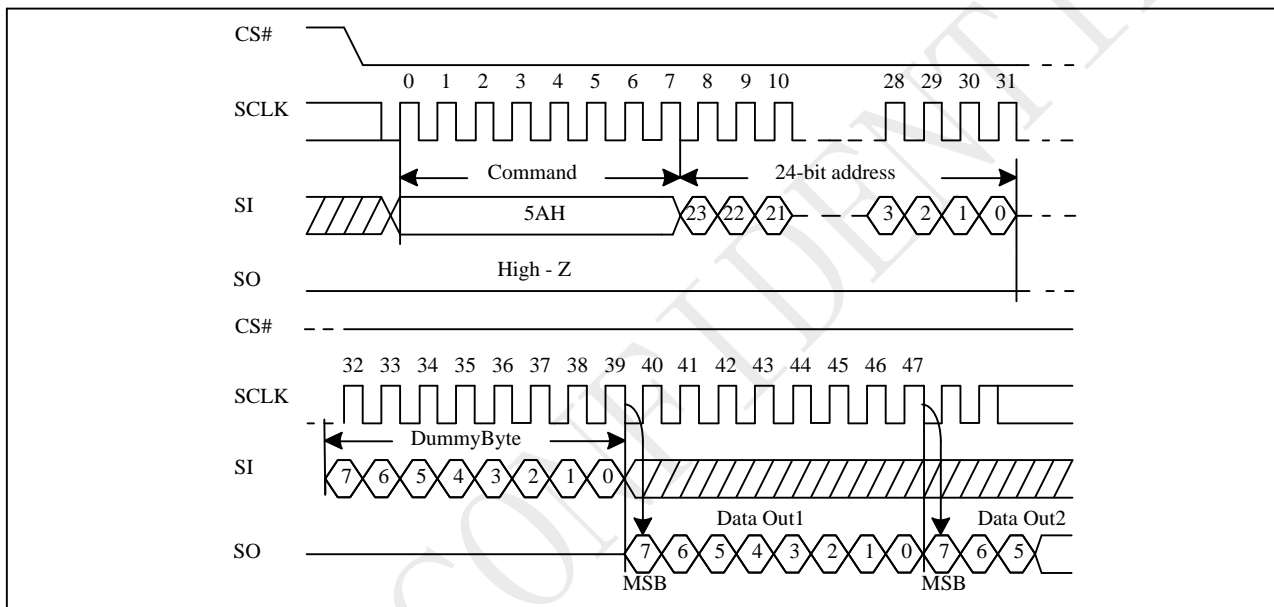 CS#
0 1 2 3 4 5 6 7 8 9 10 28 29 30 31
SCLK
Command 24-bit address
SI
5AH 23 22 21 3 2 1 0
SO High - Z
CS#
32 33 34 35 36 37 38 39 40 41 42 43 44 45 46 47
SCLK
DummyByte
SI 7 6 5 4 3 2 1 0
Data Out1 Data Out2
SO 7 6 5 4 3 2 1 0 7 6 5
MSB MSB